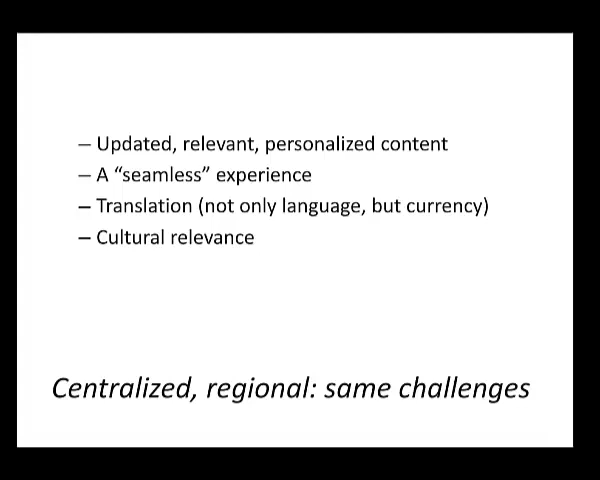 – Updated, relevant, personalized content
– A “seamless” experience
– Translation (not only language, but currency)
– Cultural relevance
Centralized, regional: same challenges